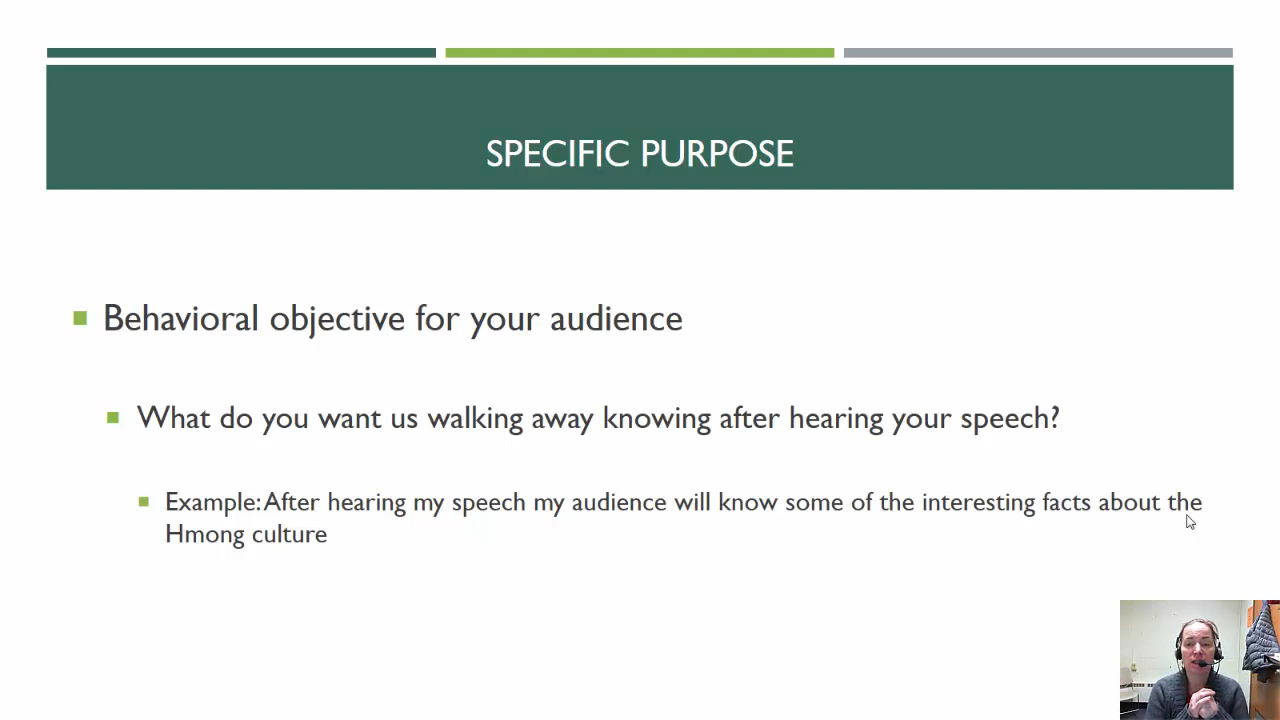 SPECIFIC PURPOSE
Behavioral objective for your audience
What do you want us walking away knowing after hearing your speech?
Example: After hearing my speech my audience will know some of the interesting facts about the
Hmong culture